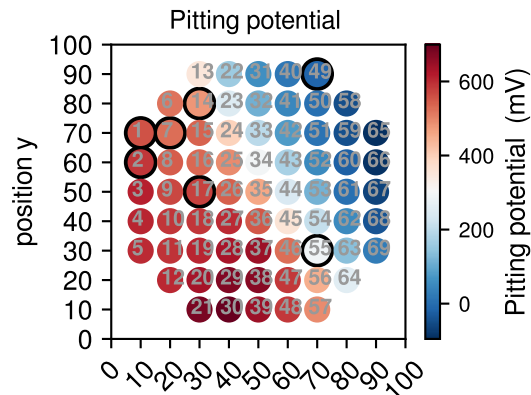 Pitting potential
100
90
80
70
60
50
40
30
20
10
0
position y
13 22 31 40 49
6 14 23 32 41 50 58
1 7 15 24 33 42 51 59 65
2 8 16 25 34 43 52 60 66
3 9 17 26 35 44 53 61 67
4 10 18 27 36 45 54 62 68
5 11 19 28 37 46 55 63 69
12 20 29 38 47 56 64
21 30 39 48 57
0 10 20 30 40 50 60 70 80 90 100
600
400
200
0
Pitting potential (mV)